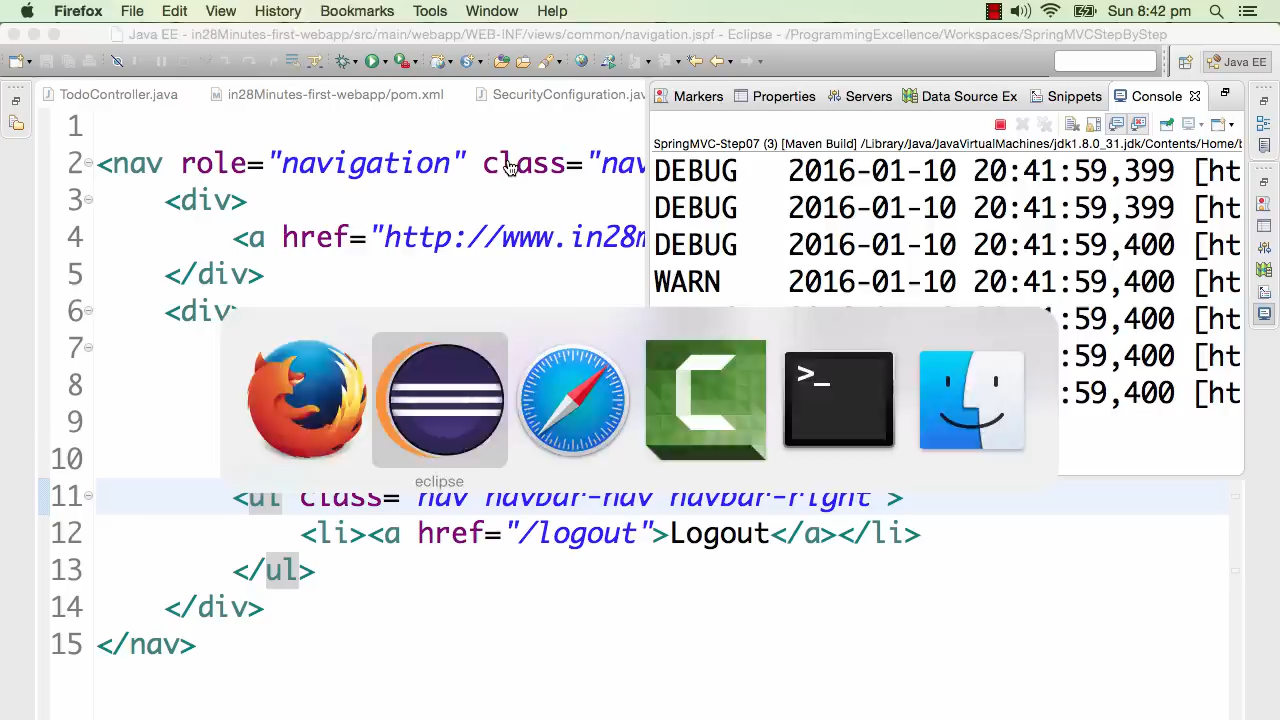 Firefox File Edit View History Bookmarks Tools Window Help Sun 8:42 pm
Java EE - in28Minutes-first-webapp/src/main/webapp/WEB-INF/views/common/navigation.jspf - Eclipse - /ProgrammingExcellence/Workspaces/SpringMVCStepByStep
Java EE
TodoController.java in28Minutes-first-webapp/pom.xml SecurityConfiguration.jav
Markers Properties Servers Data Source Ex Snippets Console
SpringMVC-Step07 (3) [Maven Build] /Library/Java/JavaVirtualMachines/jdk1.8.0_31.jdk/Contents/Home/b
DEBUG 2016-01-10 20:41:59,399 [ht
DEBUG 2016-01-10 20:41:59,399 [ht
DEBUG 2016-01-10 20:41:59,400 [ht
WARN 2016-01-10 20:41:59,400 [ht
:59,400 [ht
:59,400 [ht
:59,400 [ht
1
2 <nav role="navigation" class="nav
3 <div>
4 <a href="http://www.in28m
5 </div>
6 <div
7
8
9
10
11 <ul class="nav navbar-nav navbar-right">
12 <li><a href="/logout">Logout</a></li>
13 </ul>
14 </div>
15 </nav>
>_
eclipse